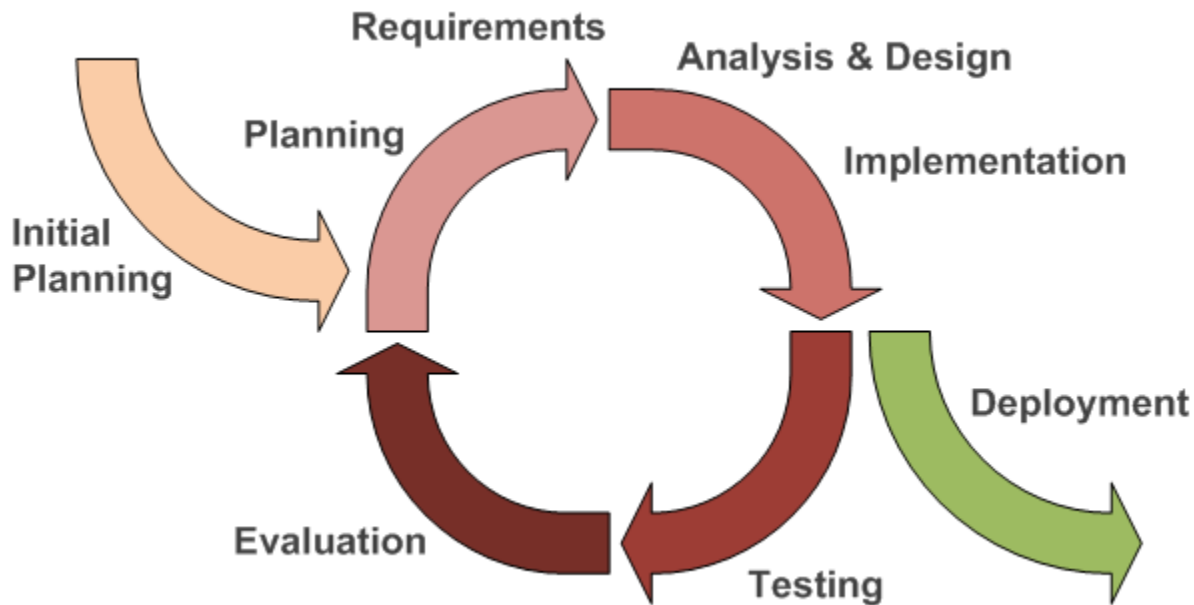 Requirements
Analysis & Design
Planning
Implementation
Initial
Planning
Deployment
Evaluation
Testing